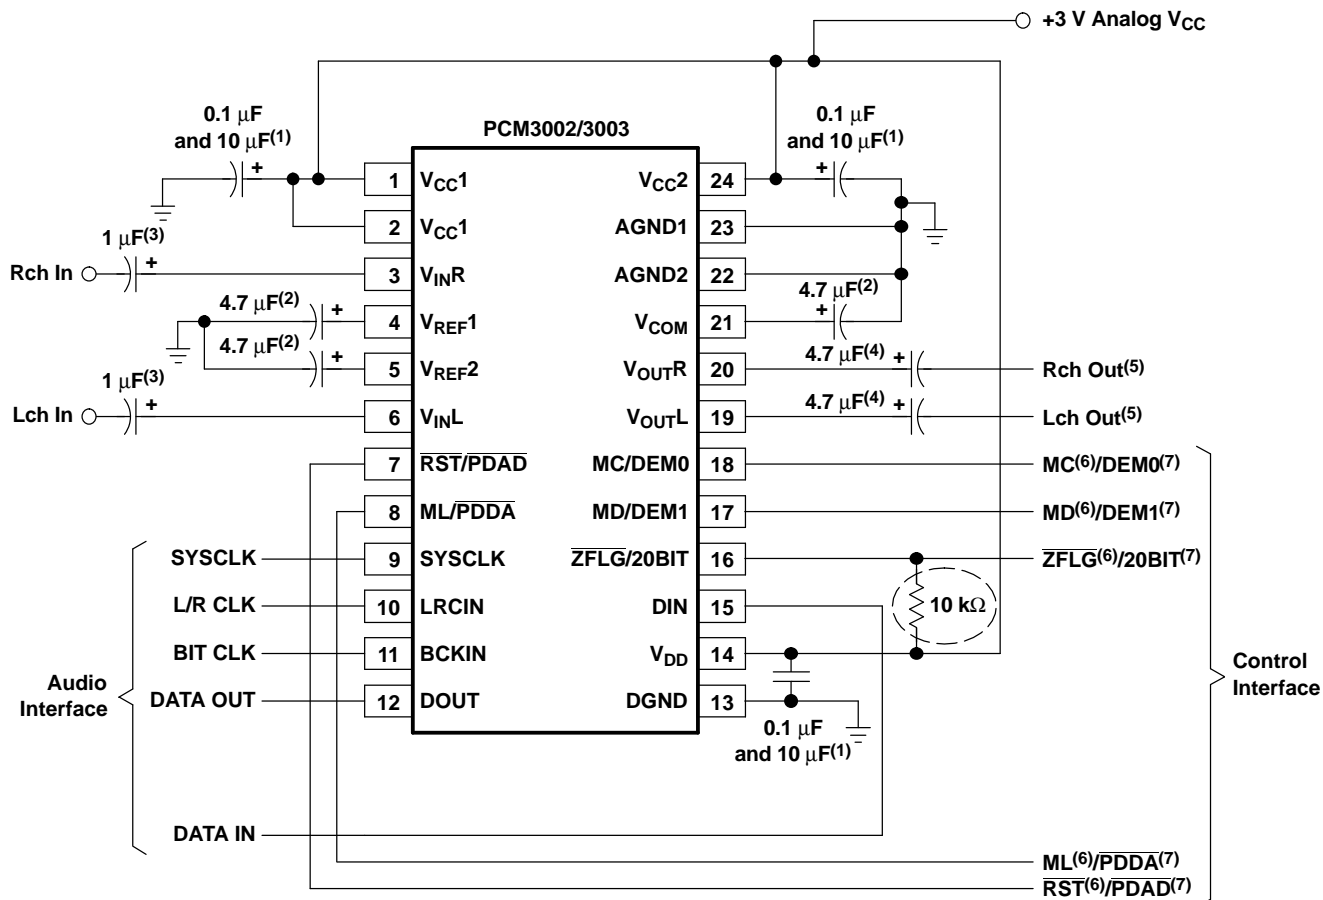 +3 V Analog VCC
0.1 µF
and 10 µF(1)
PCM3002/3003
0.1 µF
and 10 µF(1)
1 VCC1
VCC2 24
2 VCC1
AGND1 23
1 µF(3)
Rch In
3 VINR
AGND2 22
4.7 µF(2)
4 VREF1
VCOM 21
4.7 µF(2)
4.7 µF(2)
5 VREF2
VOUTR 20
4.7 µF(4)
Rch Out(5)
1 µF(3)
Lch In
6 VINL
VOUTL 19
4.7 µF(4)
Lch Out(5)
7 RST/PDAD
MC/DEM0 18
MC(6)/DEM0(7)
8 ML/PDDA
MD/DEM1 17
MD(6)/DEM1(7)
SYSCLK
9 SYSCLK
ZFLG/20BIT 16
ZFLG(6)/20BIT(7)
L/R CLK
10 LRCIN
DIN 15
10 kΩ
BIT CLK
11 BCKIN
VDD 14
DATA OUT
12 DOUT
DGND 13
Audio
Interface
Control
Interface
0.1 µF
and 10 µF(1)
DATA IN
ML(6)/PDDA(7)
RST(6)/PDAD(7)
+
+
+
+
+
+
+
+
+
+